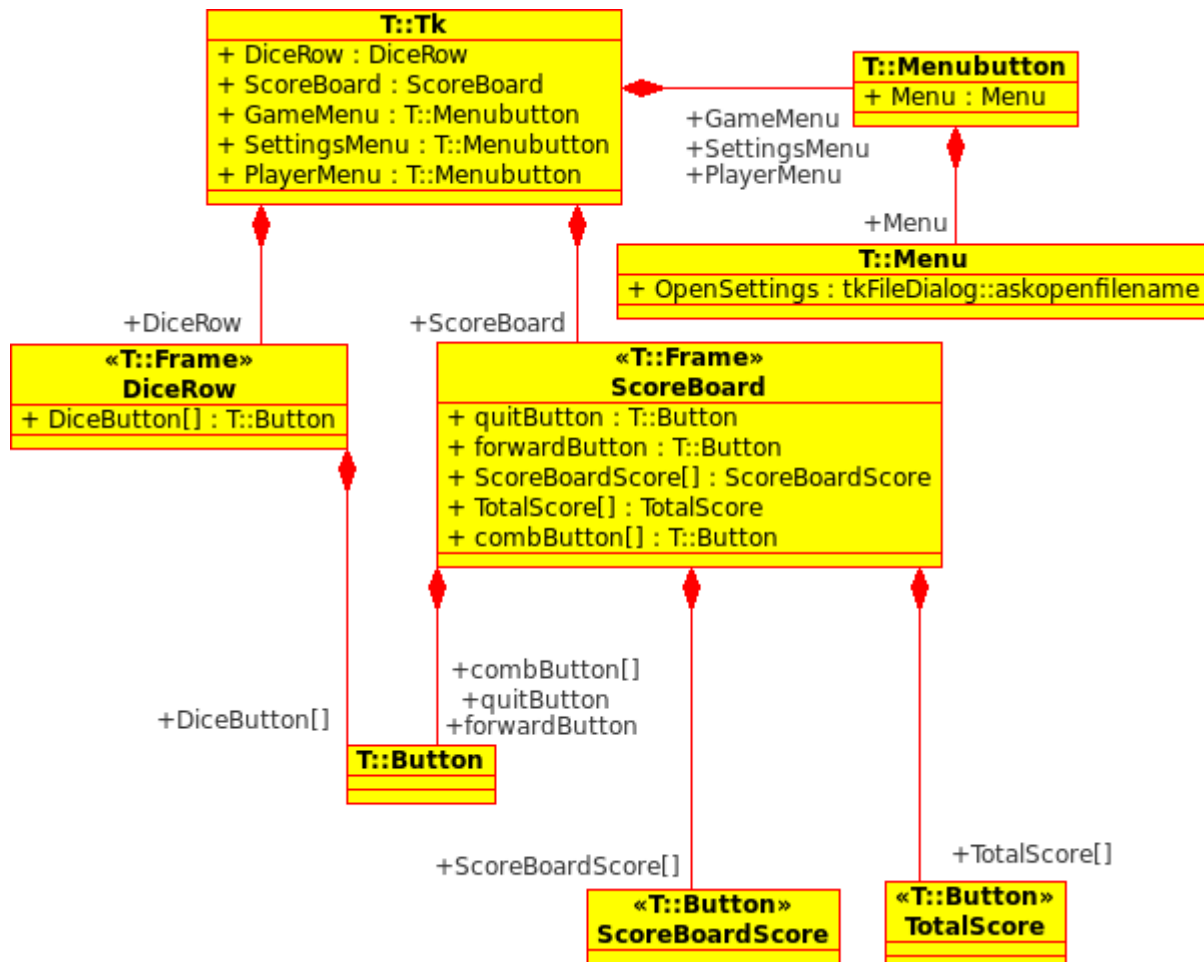 T::Tk
+ DiceRow : DiceRow
+ ScoreBoard : ScoreBoard
+ GameMenu : T::Menubutton
+ SettingsMenu : T::Menubutton
+ PlayerMenu : T::Menubutton
T::Menubutton
+ Menu : Menu
+GameMenu
+SettingsMenu
+PlayerMenu
+Menu
T::Menu
+ OpenSettings : tkFileDialog::askopenfilename
+DiceRow
+ScoreBoard
«T::Frame»
DiceRow
+ DiceButton[] : T::Button
«T::Frame»
ScoreBoard
+ quitButton : T::Button
+ forwardButton : T::Button
+ ScoreBoardScore[] : ScoreBoardScore
+ TotalScore[] : TotalScore
+ combButton[] : T::Button
+combButton[]
+quitButton
+forwardButton
+DiceButton[]
T::Button
+ScoreBoardScore[]
+TotalScore[]
«T::Button»
ScoreBoardScore
«T::Button»
TotalScore